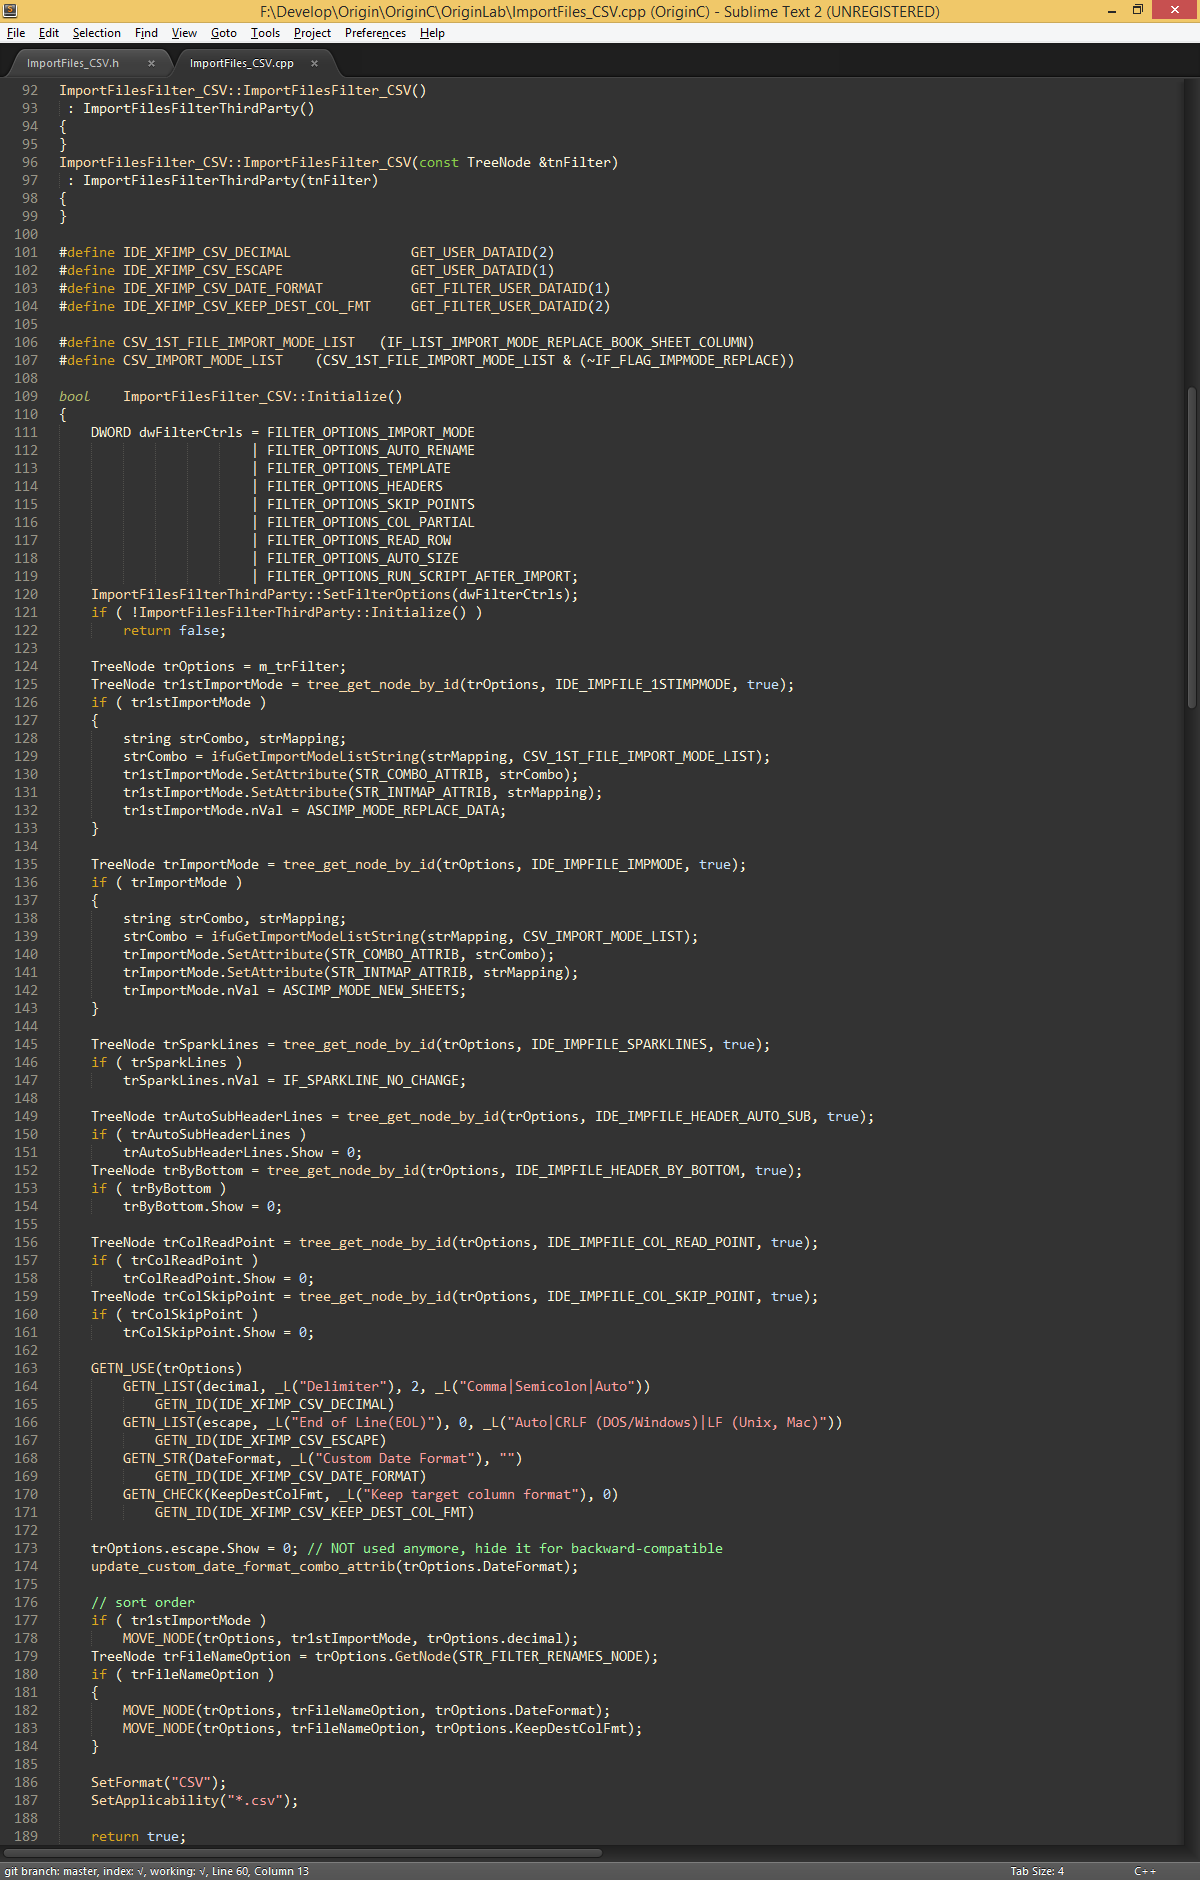 F:\Develop\Origin\OriginC\OriginLab\ImportFiles_CSV.cpp (OriginC) - Sublime Text 2 (UNREGISTERED)
File Edit Selection Find View Goto Tools Project Preferences Help
ImportFiles_CSV.h × ImportFiles_CSV.cpp ×
92 ImportFilesFilter_CSV::ImportFilesFilter_CSV()
93 : ImportFilesFilterThirdParty()
94 {
95 }
96 ImportFilesFilter_CSV::ImportFilesFilter_CSV(const TreeNode &tnFilter)
97 : ImportFilesFilterThirdParty(tnFilter)
98 {
99 }
100
101 #define IDE_XFIMP_CSV_DECIMAL GET_USER_DATAID(2)
102 #define IDE_XFIMP_CSV_ESCAPE GET_USER_DATAID(1)
103 #define IDE_XFIMP_CSV_DATE_FORMAT GET_FILTER_USER_DATAID(1)
104 #define IDE_XFIMP_CSV_KEEP_DEST_COL_FMT GET_FILTER_USER_DATAID(2)
105
106 #define CSV_1ST_FILE_IMPORT_MODE_LIST (IF_LIST_IMPORT_MODE_REPLACE_BOOK_SHEET_COLUMN)
107 #define CSV_IMPORT_MODE_LIST (CSV_1ST_FILE_IMPORT_MODE_LIST & (~IF_FLAG_IMPMODE_REPLACE))
108
109 bool ImportFilesFilter_CSV::Initialize()
110 {
111 DWORD dwFilterCtrls = FILTER_OPTIONS_IMPORT_MODE
112 | FILTER_OPTIONS_AUTO_RENAME
113 | FILTER_OPTIONS_TEMPLATE
114 | FILTER_OPTIONS_HEADERS
115 | FILTER_OPTIONS_SKIP_POINTS
116 | FILTER_OPTIONS_COL_PARTIAL
117 | FILTER_OPTIONS_READ_ROW
118 | FILTER_OPTIONS_AUTO_SIZE
119 | FILTER_OPTIONS_RUN_SCRIPT_AFTER_IMPORT;
120 ImportFilesFilterThirdParty::SetFilterOptions(dwFilterCtrls);
121 if ( !ImportFilesFilterThirdParty::Initialize() )
122 return false;
123
124 TreeNode trOptions = m_trFilter;
125 TreeNode tr1stImportMode = tree_get_node_by_id(trOptions, IDE_IMPFILE_1STIMPMODE, true);
126 if ( tr1stImportMode )
127 {
128 string strCombo, strMapping;
129 strCombo = ifuGetImportModeListString(strMapping, CSV_1ST_FILE_IMPORT_MODE_LIST);
130 tr1stImportMode.SetAttribute(STR_COMBO_ATTRIB, strCombo);
131 tr1stImportMode.SetAttribute(STR_INTMAP_ATTRIB, strMapping);
132 tr1stImportMode.nVal = ASCIMP_MODE_REPLACE_DATA;
133 }
134
135 TreeNode trImportMode = tree_get_node_by_id(trOptions, IDE_IMPFILE_IMPMODE, true);
136 if ( trImportMode )
137 {
138 string strCombo, strMapping;
139 strCombo = ifuGetImportModeListString(strMapping, CSV_IMPORT_MODE_LIST);
140 trImportMode.SetAttribute(STR_COMBO_ATTRIB, strCombo);
141 trImportMode.SetAttribute(STR_INTMAP_ATTRIB, strMapping);
142 trImportMode.nVal = ASCIMP_MODE_NEW_SHEETS;
143 }
144
145 TreeNode trSparkLines = tree_get_node_by_id(trOptions, IDE_IMPFILE_SPARKLINES, true);
146 if ( trSparkLines )
147 trSparkLines.nVal = IF_SPARKLINE_NO_CHANGE;
148
149 TreeNode trAutoSubHeaderLines = tree_get_node_by_id(trOptions, IDE_IMPFILE_HEADER_AUTO_SUB, true);
150 if ( trAutoSubHeaderLines )
151 trAutoSubHeaderLines.Show = 0;
152 TreeNode trByBottom = tree_get_node_by_id(trOptions, IDE_IMPFILE_HEADER_BY_BOTTOM, true);
153 if ( trByBottom )
154 trByBottom.Show = 0;
155
156 TreeNode trColReadPoint = tree_get_node_by_id(trOptions, IDE_IMPFILE_COL_READ_POINT, true);
157 if ( trColReadPoint )
158 trColReadPoint.Show = 0;
159 TreeNode trColSkipPoint = tree_get_node_by_id(trOptions, IDE_IMPFILE_COL_SKIP_POINT, true);
160 if ( trColSkipPoint )
161 trColSkipPoint.Show = 0;
162
163 GETN_USE(trOptions)
164 GETN_LIST(decimal, _L("Delimiter"), 2, _L("Comma|Semicolon|Auto"))
165 GETN_ID(IDE_XFIMP_CSV_DECIMAL)
166 GETN_LIST(escape, _L("End of Line(EOL)"), 0, _L("Auto|CRLF (DOS/Windows)|LF (Unix, Mac)"))
167 GETN_ID(IDE_XFIMP_CSV_ESCAPE)
168 GETN_STR(DateFormat, _L("Custom Date Format"), "")
169 GETN_ID(IDE_XFIMP_CSV_DATE_FORMAT)
170 GETN_CHECK(KeepDestColFmt, _L("Keep target column format"), 0)
171 GETN_ID(IDE_XFIMP_CSV_KEEP_DEST_COL_FMT)
172
173 trOptions.escape.Show = 0; // NOT used anymore, hide it for backward-compatible
174 update_custom_date_format_combo_attrib(trOptions.DateFormat);
175
176 // sort order
177 if ( tr1stImportMode )
178 MOVE_NODE(trOptions, tr1stImportMode, trOptions.decimal);
179 TreeNode trFileNameOption = trOptions.GetNode(STR_FILTER_RENAMES_NODE);
180 if ( trFileNameOption )
181 {
182 MOVE_NODE(trOptions, trFileNameOption, trOptions.DateFormat);
183 MOVE_NODE(trOptions, trFileNameOption, trOptions.KeepDestColFmt);
184 }
185
186 SetFormat("CSV");
187 SetApplicability("*.csv");
188
189 return true;
git branch: master, index: √, working: √, Line 60, Column 13 Tab Size: 4 C++